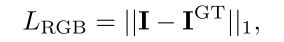 L_RGB = ||I − I^GT||_1,